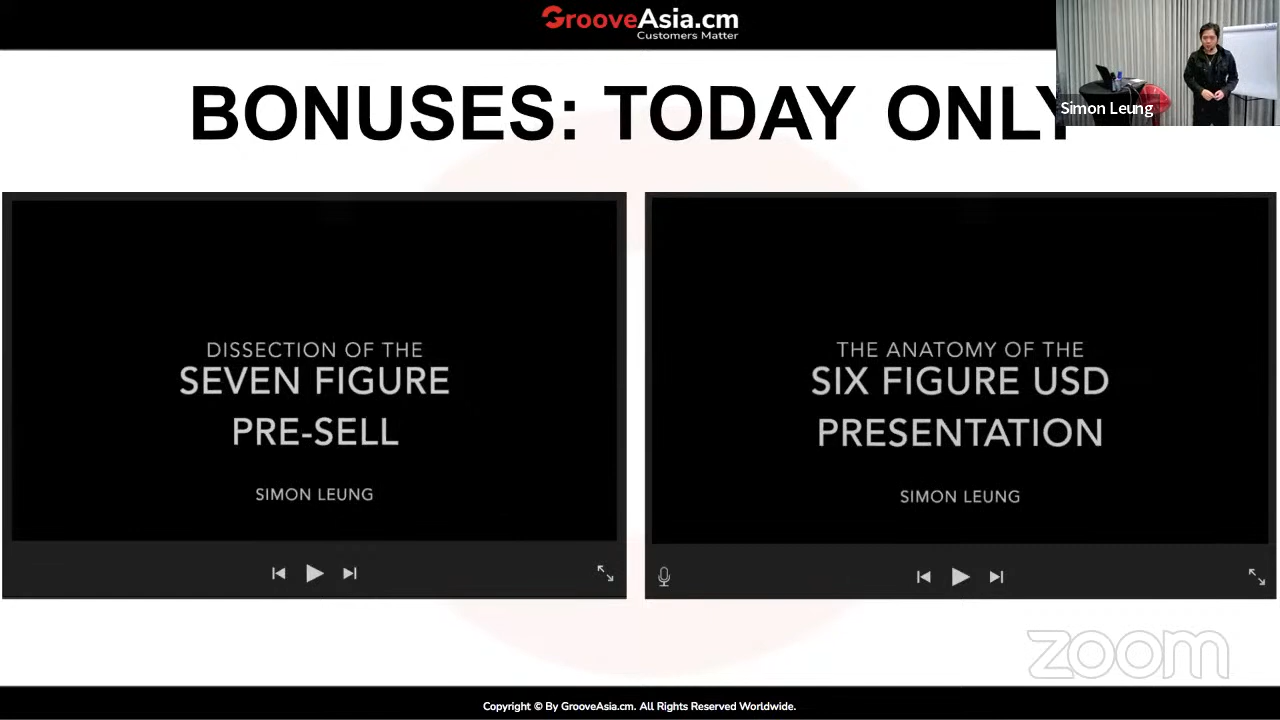 GrooveAsia.cm
Customers Matter
BONUSES: TODAY ONLY
Simon Leung
DISSECTION OF THE
SEVEN FIGURE
PRE-SELL
SIMON LEUNG
THE ANATOMY OF THE
SIX FIGURE USD
PRESENTATION
SIMON LEUNG
zoom
Copyright © By GrooveAsia.cm. All Rights Reserved Worldwide.